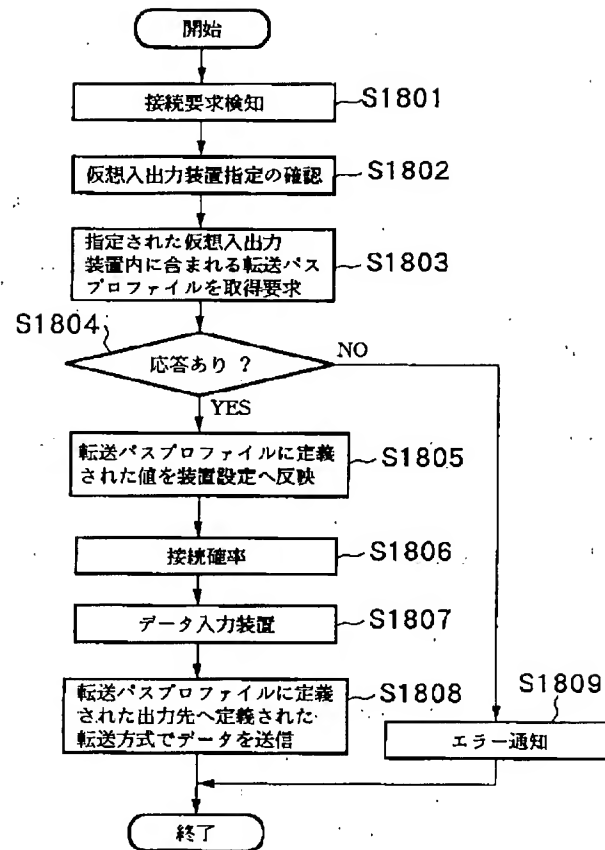 開始
接続要求検知
S1801
仮想入出力装置指定の確認
S1802
指定された仮想入出力
装置内に含まれる転送パス
プロファイルを取得要求
S1803
S1804
応答あり ?
NO
YES
転送パスプロファイルに定義
された値を装置設定へ反映
S1805
接続確率
S1806
データ入力装置
S1807
転送パスプロファイルに定義
された出力先へ定義された
転送方式でデータを送信
S1808
S1809
エラー通知
終了